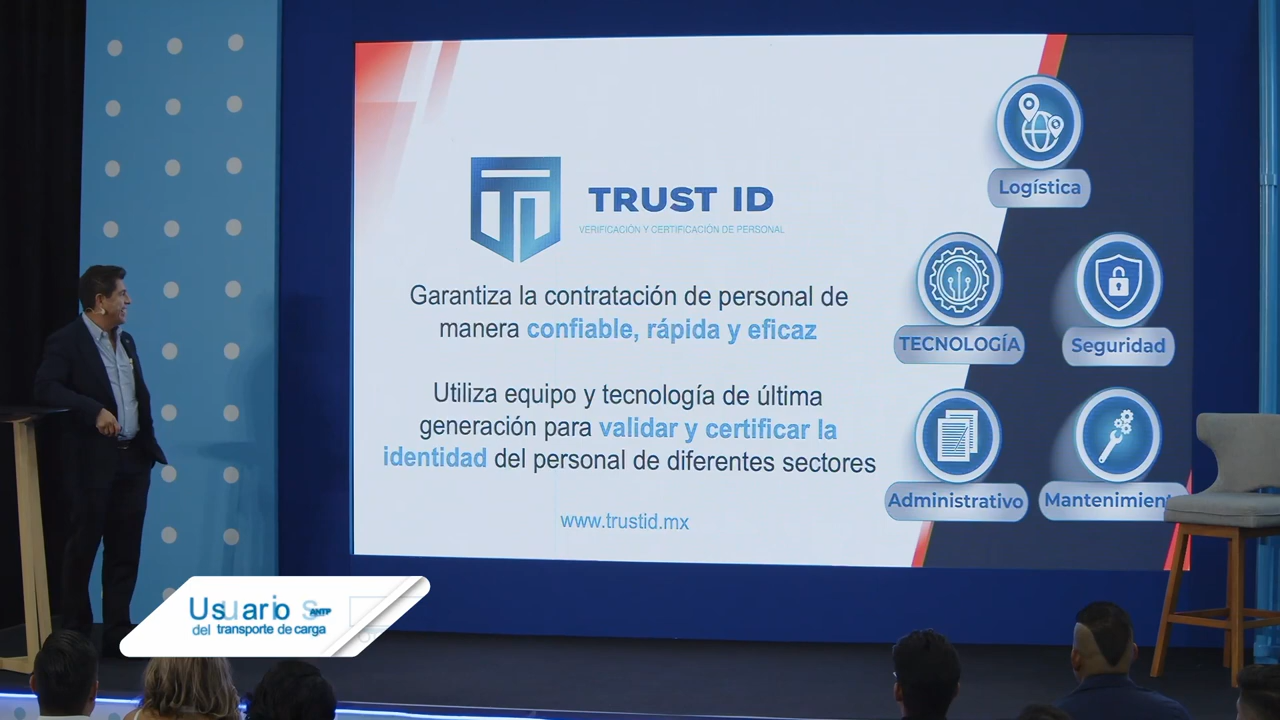 TRUST ID
VERIFICACIÓN Y CERTIFICACIÓN DE PERSONAL
Garantiza la contratación de personal de
manera confiable, rápida y eficaz
Utiliza equipo y tecnología de última
generación para validar y certificar la
identidad del personal de diferentes sectores
www.trustid.mx
Logística
TECNOLOGÍA
Seguridad
Administrativo
Mantenimien
Usuario S
ANTP
del transporte de carga